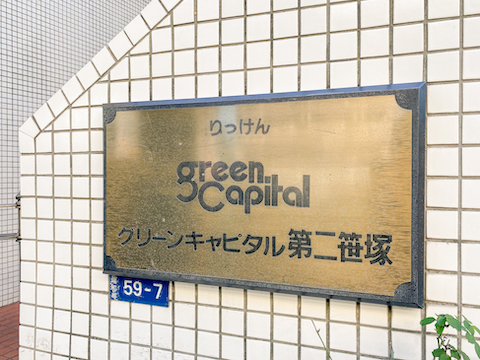 りっけん
green
Capital
グリーンキャピタル 第二笹塚
59-7